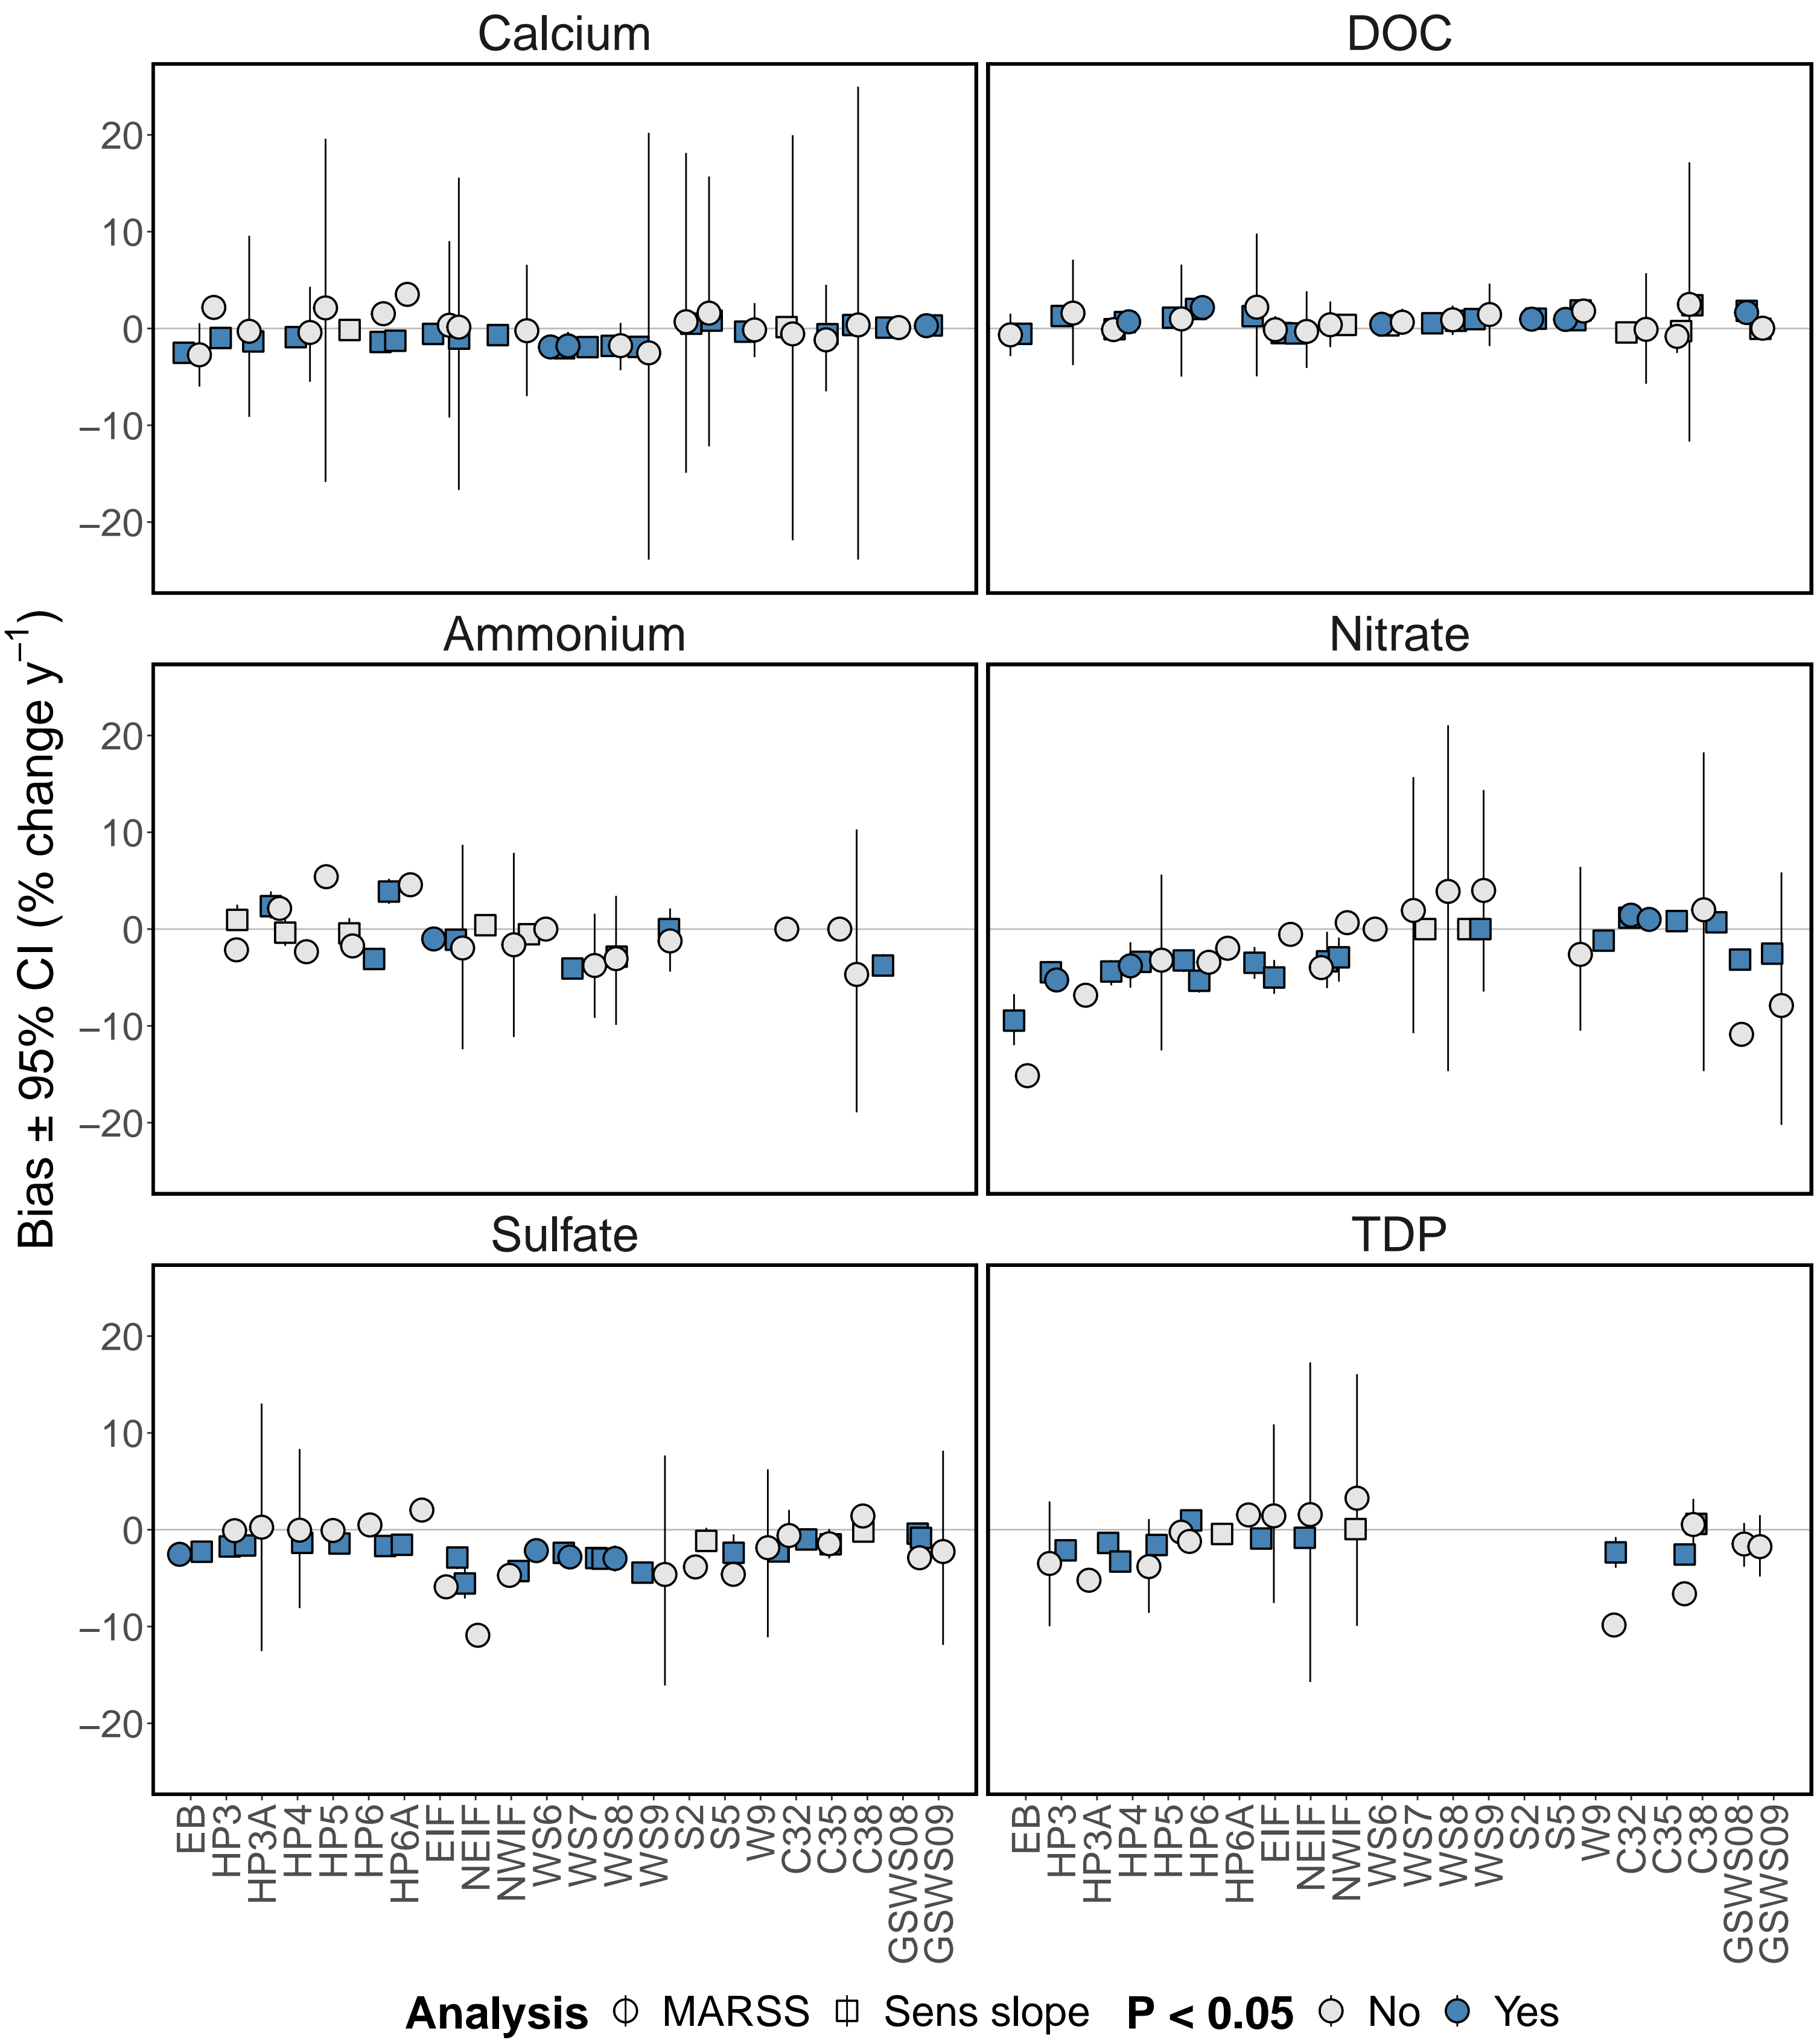 Calcium
DOC
20
10
0
−10
−20
Ammonium
Nitrate
20
10
0
−10
−20
Bias ± 95% CI (% change y⁻¹)
Sulfate
TDP
20
10
0
−10
−20
EB HP3 HP3A HP4 HP5 HP6 HP6A EIF NEIF NWIF WS6 WS7 WS8 WS9 S2 S5 W9 C32 C35 C38 GSWS08 GSWS09
EB HP3 HP3A HP4 HP5 HP6 HP6A EIF NEIF NWIF WS6 WS7 WS8 WS9 S2 S5 W9 C32 C35 C38 GSWS08 GSWS09
Analysis MARSS Sens slope P < 0.05 No Yes